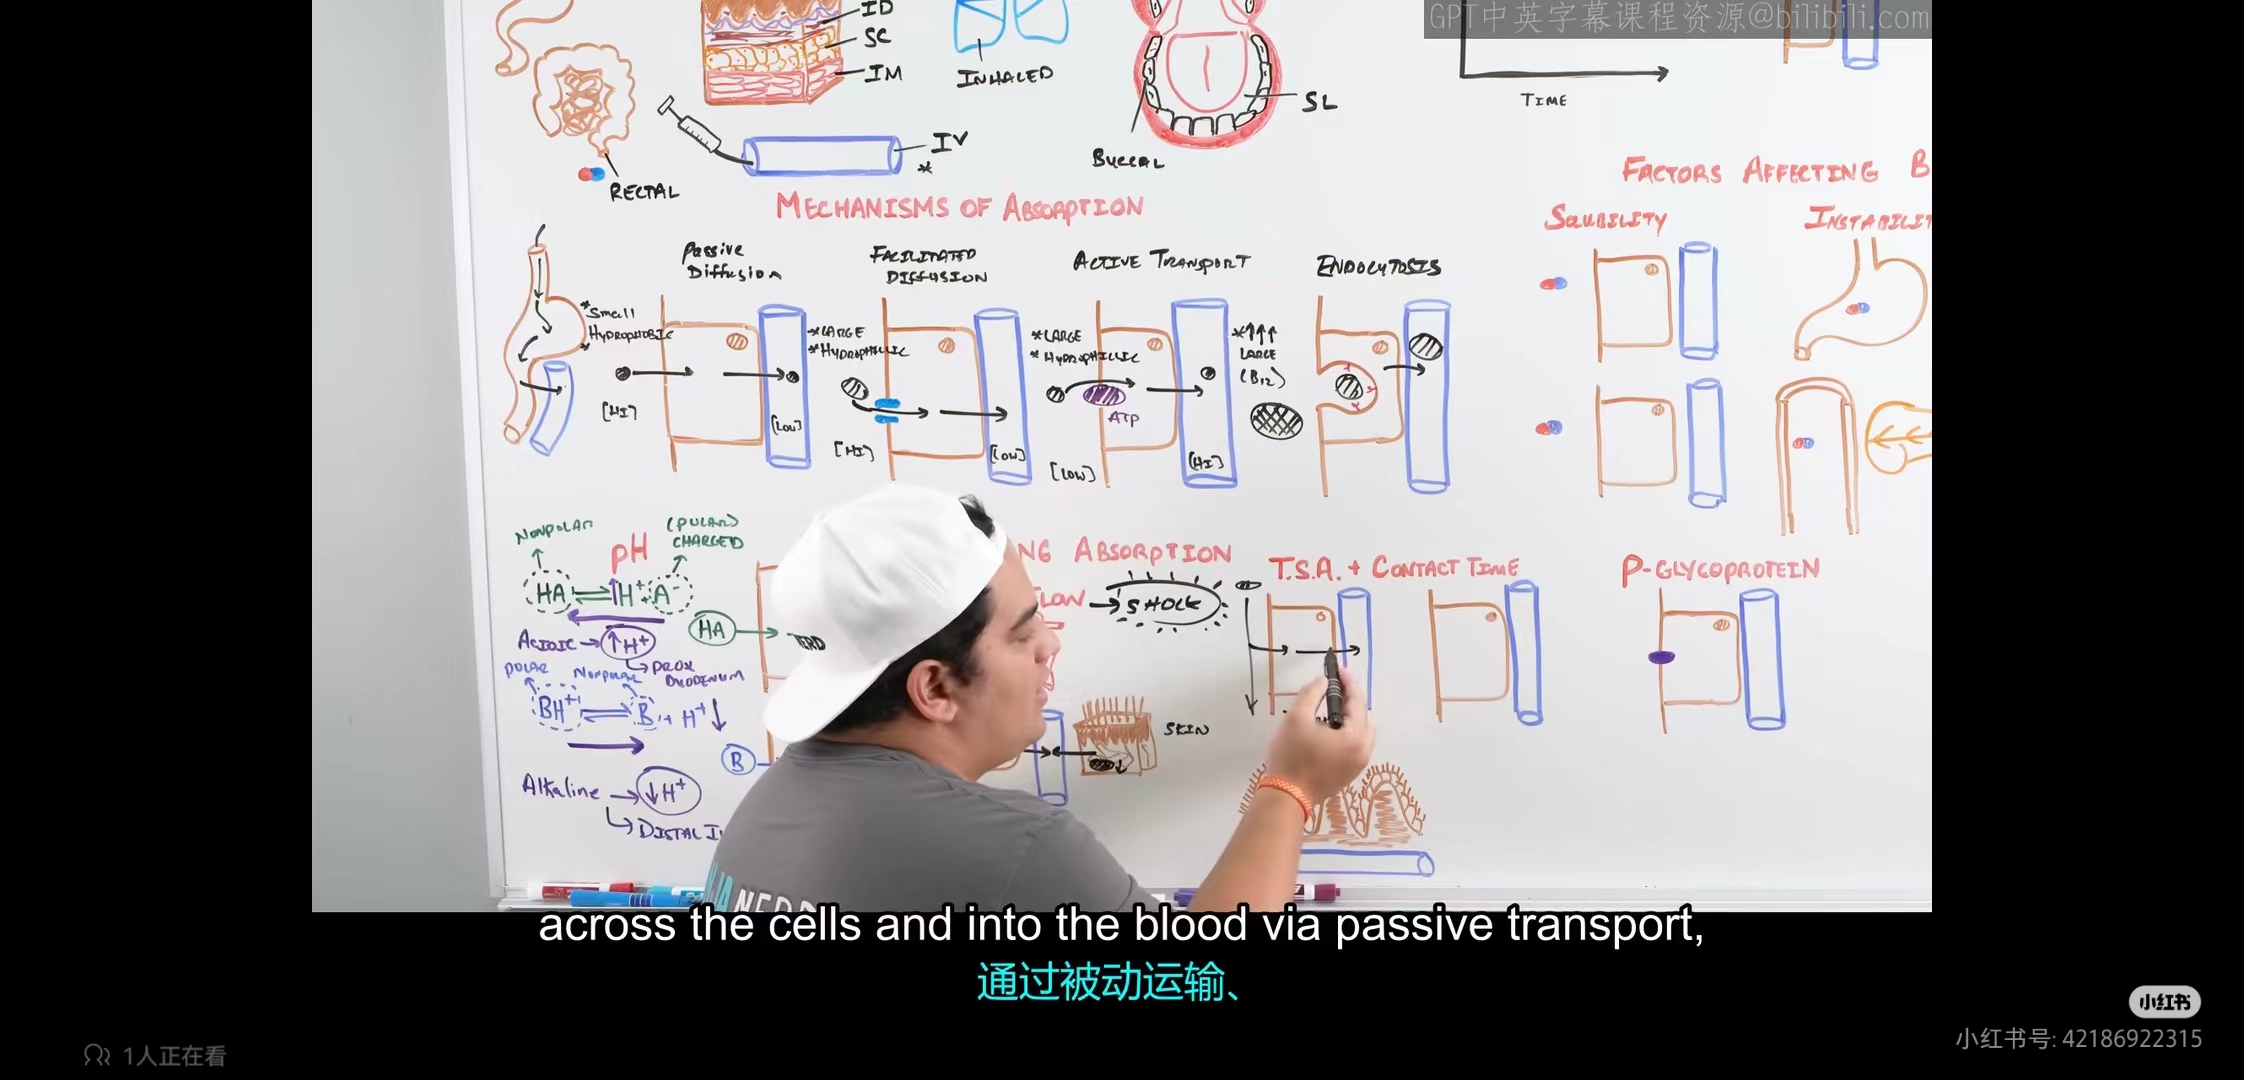 GPT中英字幕课程资源@bilibili.com
ID
SC
IM
INHALED
SL
BUCCAL
IV
*
RECTAL
TIME
MECHANISMS OF ABSORPTION
FACTORS AFFECTING B
SOLUBILITY
INSTABILIT
Passive
Diffusion
FACILITATED
DIFFUSION
ACTIVE TRANSPORT
ENDOCYTOSIS
*Small
HYDROPHOBIC
*
[HI]
[LOW]
*LARGE
*HYDROPHILLIC
[HI]
[LOW]
*LARGE
*HYDROPHILLIC
ATP
[LOW]
[HI]
*↑↑↑
LARGE
(B12)
NONPOLAR
(POLAR)
CHARGED
pH
HA ⇌ H+ + A-
ACIDIC → ↑H+
PROX
DUODENUM
HA
POLAR
NONPOLAR
BH+ ⇌ B + H+ ↓
B
Alkaline → ↓H+
DISTAL I
NG ABSORPTION
FLOW → SHOCK
SKIN
T.S.A. + CONTACT TIME
P-GLYCOPROTEIN
NERD
across the cells and into the blood via passive transport,
通过被动运输、
小红书
小红书号: 42186922315
1人正在看